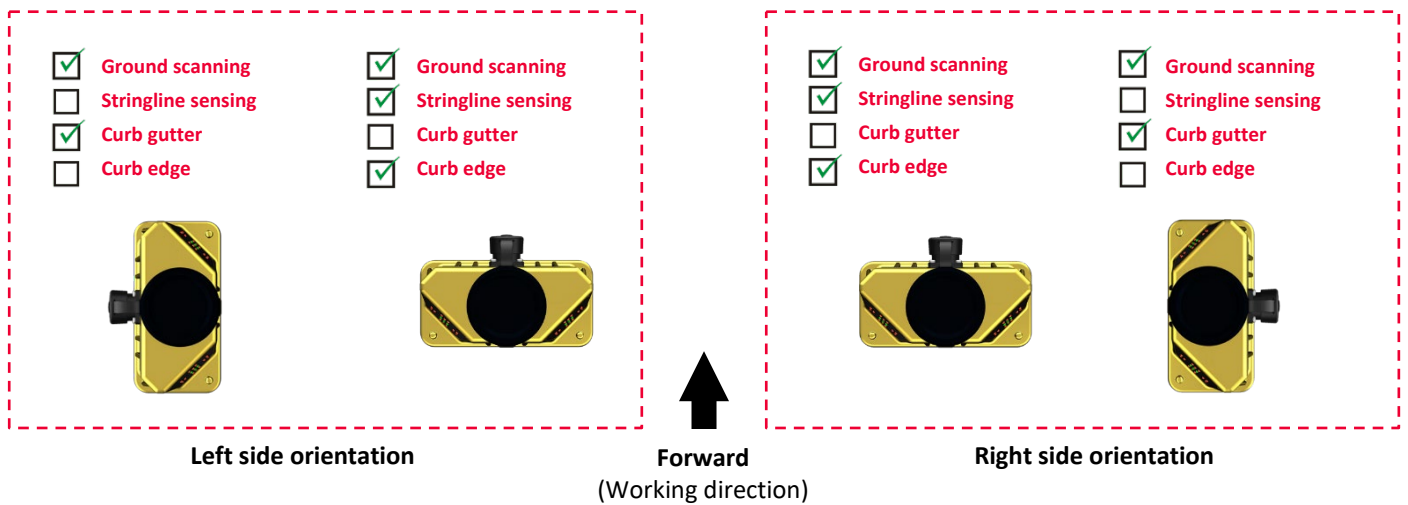 Ground scanning
Stringline sensing
Curb gutter
Curb edge
Ground scanning
Stringline sensing
Curb gutter
Curb edge
Left side orientation
Forward
(Working direction)
Ground scanning
Stringline sensing
Curb gutter
Curb edge
Ground scanning
Stringline sensing
Curb gutter
Curb edge
Right side orientation